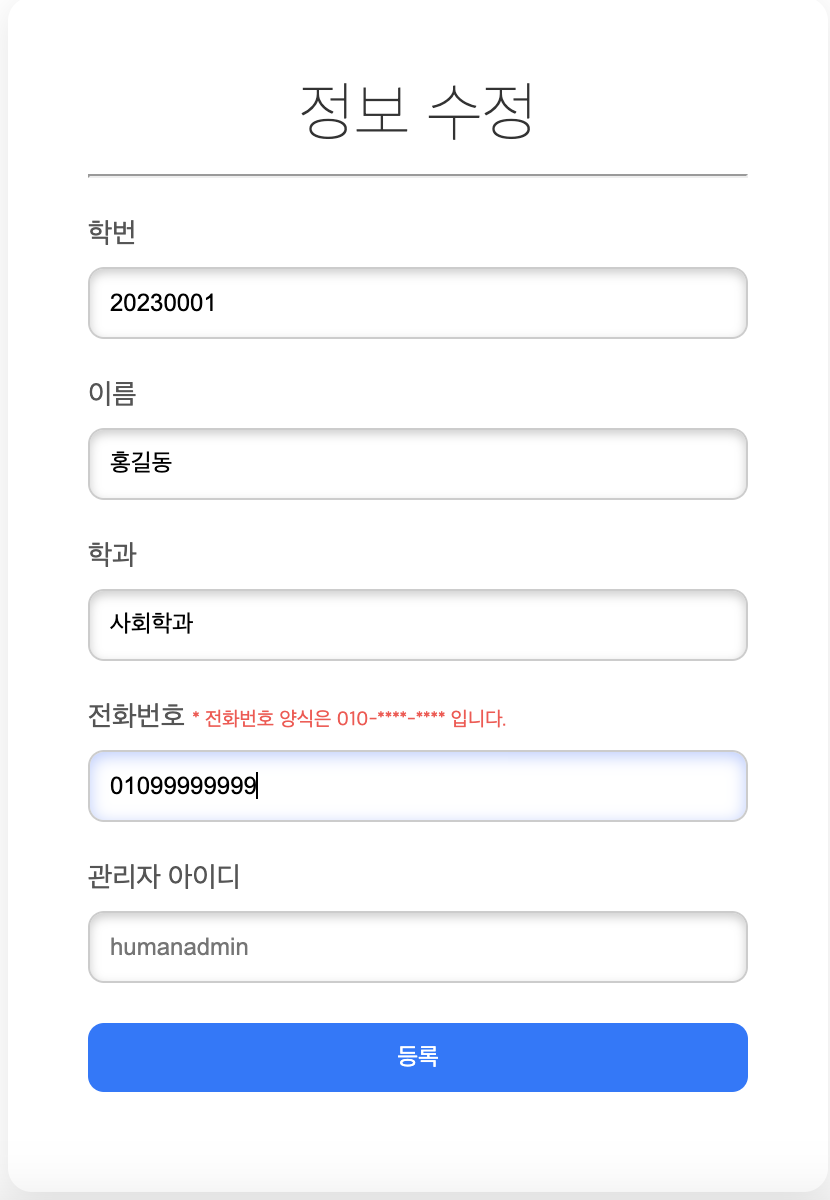 정보 수정
학번
20230001
이름
홍길동
학과
사회학과
전화번호 * 전화번호 양식은 010-****-**** 입니다.
01099999999
관리자 아이디
humanadmin
등록